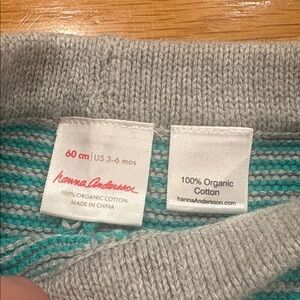 60 cm | US 3-6 mos
hanna andersson
100% ORGANIC COTTON
MADE IN CHINA
100% Organic
Cotton
hannaAndersson.com